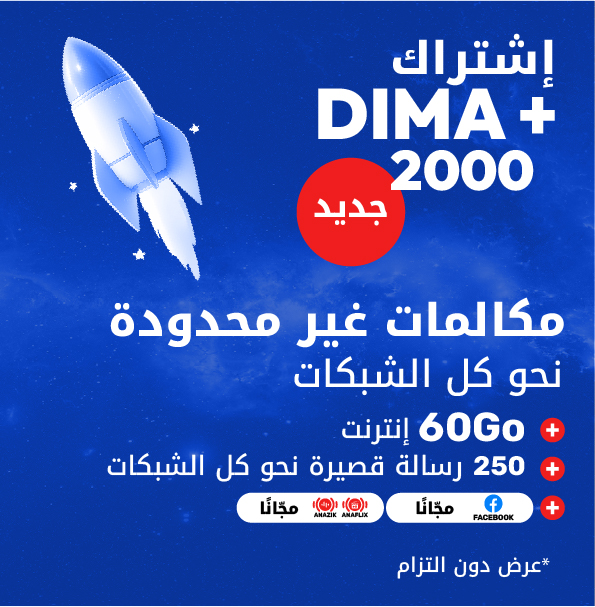 إشتراك
DIMA +
2000
جديد
مكالمات غير محدودة
نحو كل الشبكات
+ 60Go إنترنت
+ 250 رسالة قصيرة نحو كل الشبكات
+ FACEBOOK مجّانًا ANAFLIX ANAZIK مجّانًا
*عرض دون التزام